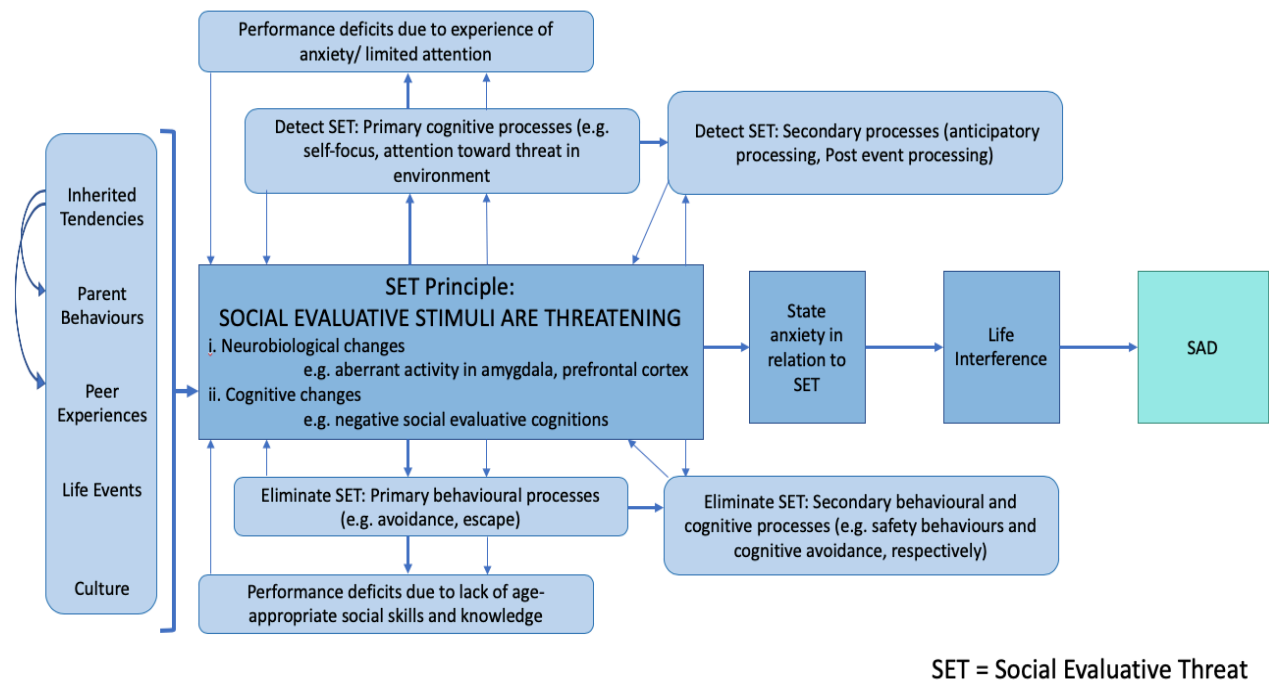 Performance deficits due to experience of
anxiety/ limited attention
Detect SET: Primary cognitive processes (e.g.
self-focus, attention toward threat in
environment
Detect SET: Secondary processes (anticipatory
processing, Post event processing)
Inherited
Tendencies
Parent
Behaviours
Peer
Experiences
Life Events
Culture
SET Principle:
SOCIAL EVALUATIVE STIMULI ARE THREATENING
i. Neurobiological changes
e.g. aberrant activity in amygdala, prefrontal cortex
ii. Cognitive changes
e.g. negative social evaluative cognitions
State
anxiety in
relation to
SET
Life
Interference
SAD
Eliminate SET: Primary behavioural processes
(e.g. avoidance, escape)
Eliminate SET: Secondary behavioural and
cognitive processes (e.g. safety behaviours and
cognitive avoidance, respectively)
Performance deficits due to lack of age-
appropriate social skills and knowledge
SET = Social Evaluative Threat